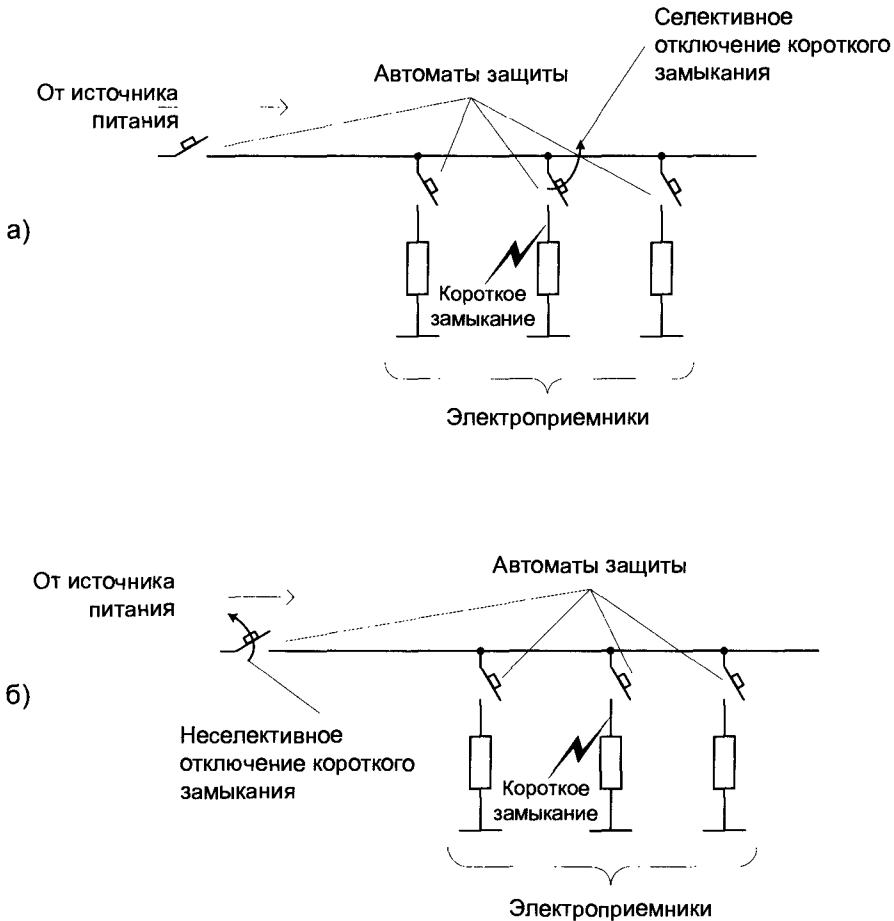 Селективное
отключение короткого
замыкания
Автоматы защиты
От источника
питания
а)
Короткое
замыкание
Электроприемники
Автоматы защиты
От источника
питания
б)
Неселективное
отключение короткого
замыкания
Короткое
замыкание
Электроприемники